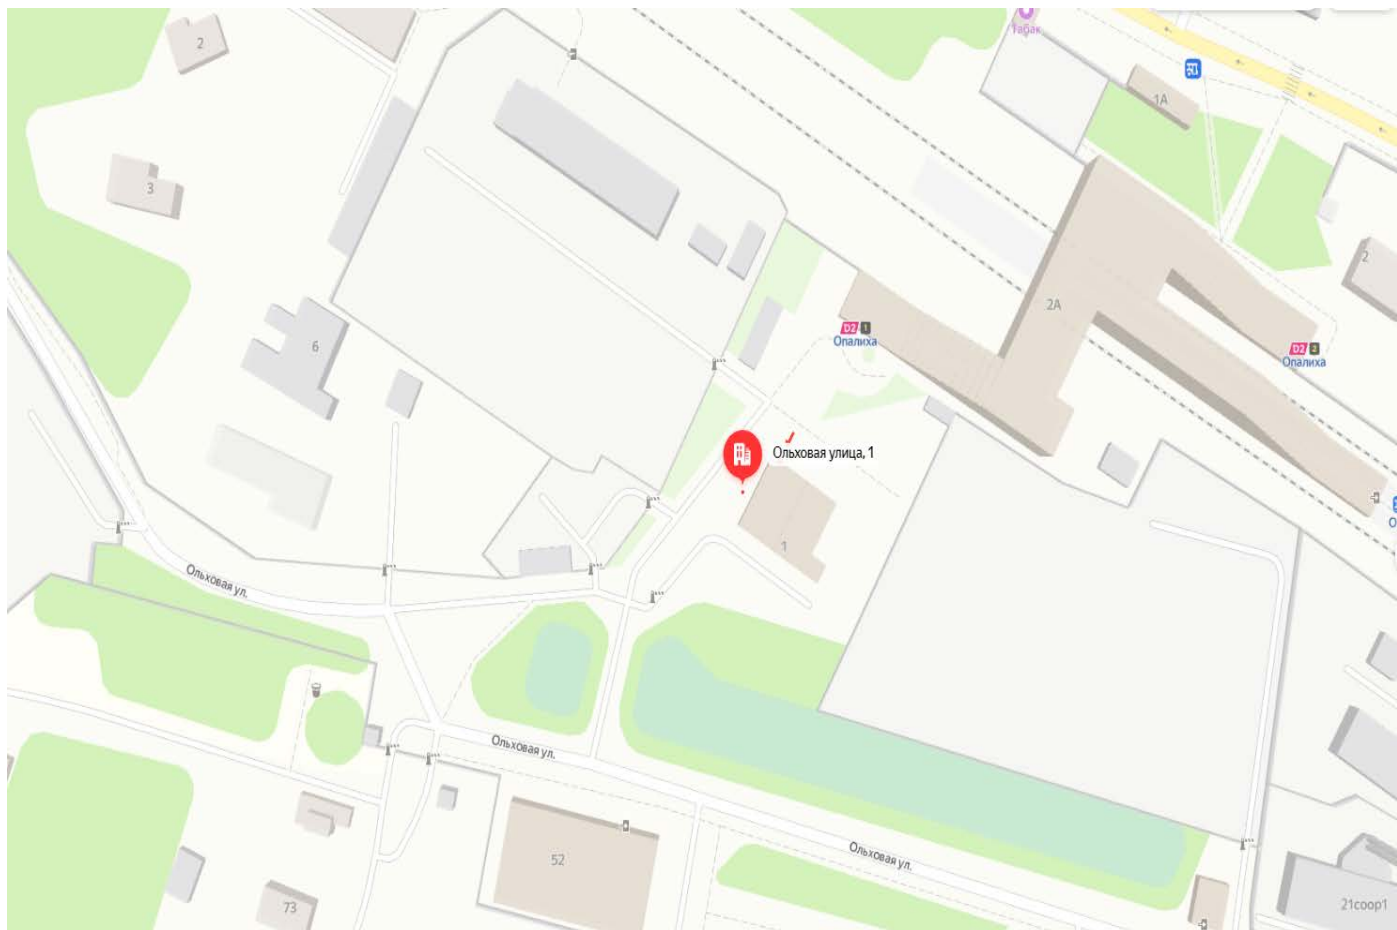 Табак
2
1А
3
2
2А
D2 1
Опалиха
6
D2 2
Опалиха
Ольховая улица, 1
1
Ольховая ул.
Ольховая ул.
Ольховая ул.
52
73
21соор1